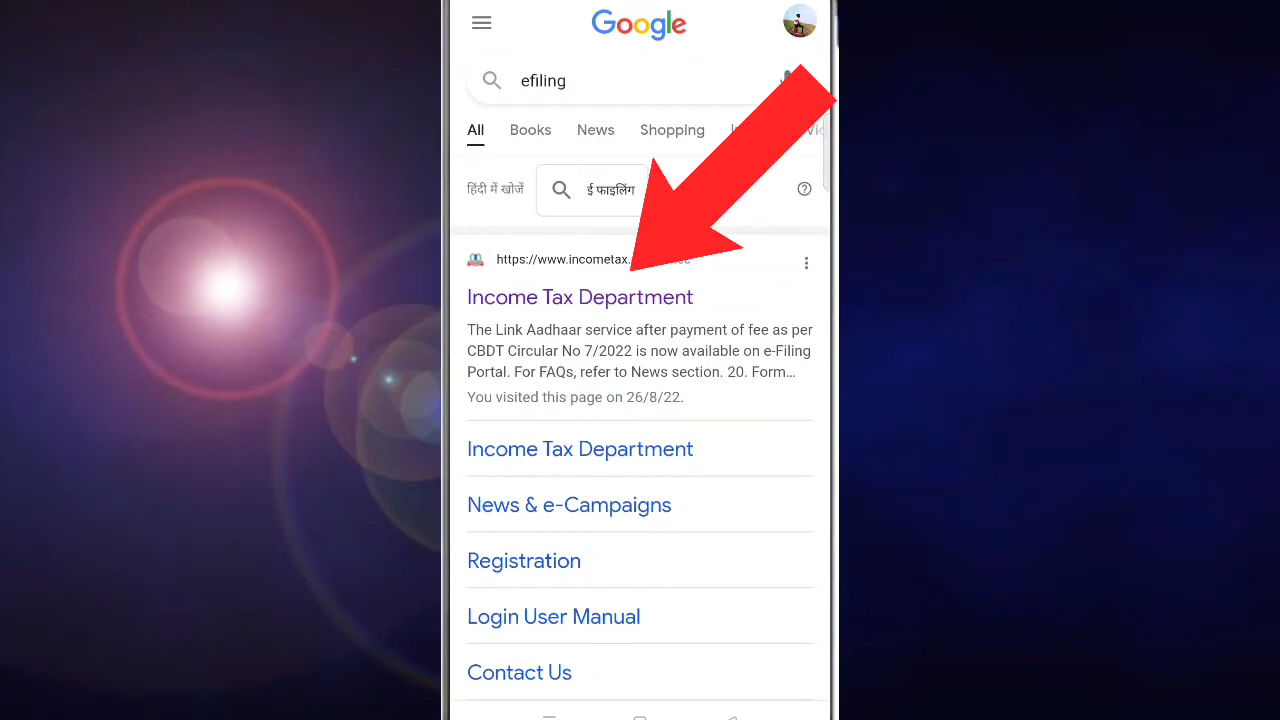 Google
efiling
All Books News Shopping
हिंदी में खोजें ई फाइलिंग
https://www.incometax.
Income Tax Department
The Link Aadhaar service after payment of fee as per
CBDT Circular No 7/2022 is now available on e-Filing
Portal. For FAQs, refer to News section. 20. Form...
You visited this page on 26/8/22.
Income Tax Department
News & e-Campaigns
Registration
Login User Manual
Contact Us